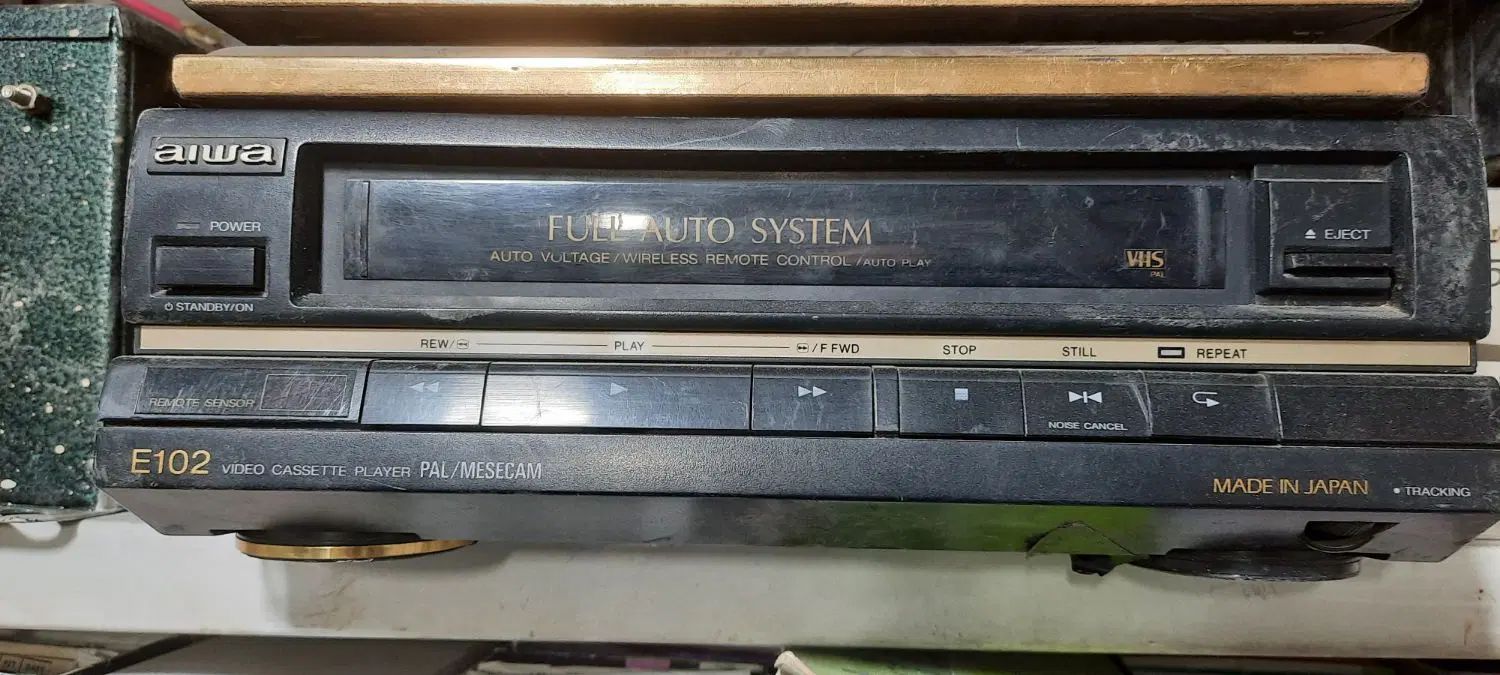 aiwa
POWER
STANDBY/ON
FULL AUTO SYSTEM
AUTO VOLTAGE/WIRELESS REMOTE CONTROL/AUTO PLAY
VHS
PAL
EJECT
REW/ PLAY /F FWD STOP STILL REPEAT
REMOTE SENSOR
NOISE CANCEL
E102 VIDEO CASSETTE PLAYER PAL/MESECAM
MADE IN JAPAN • TRACKING